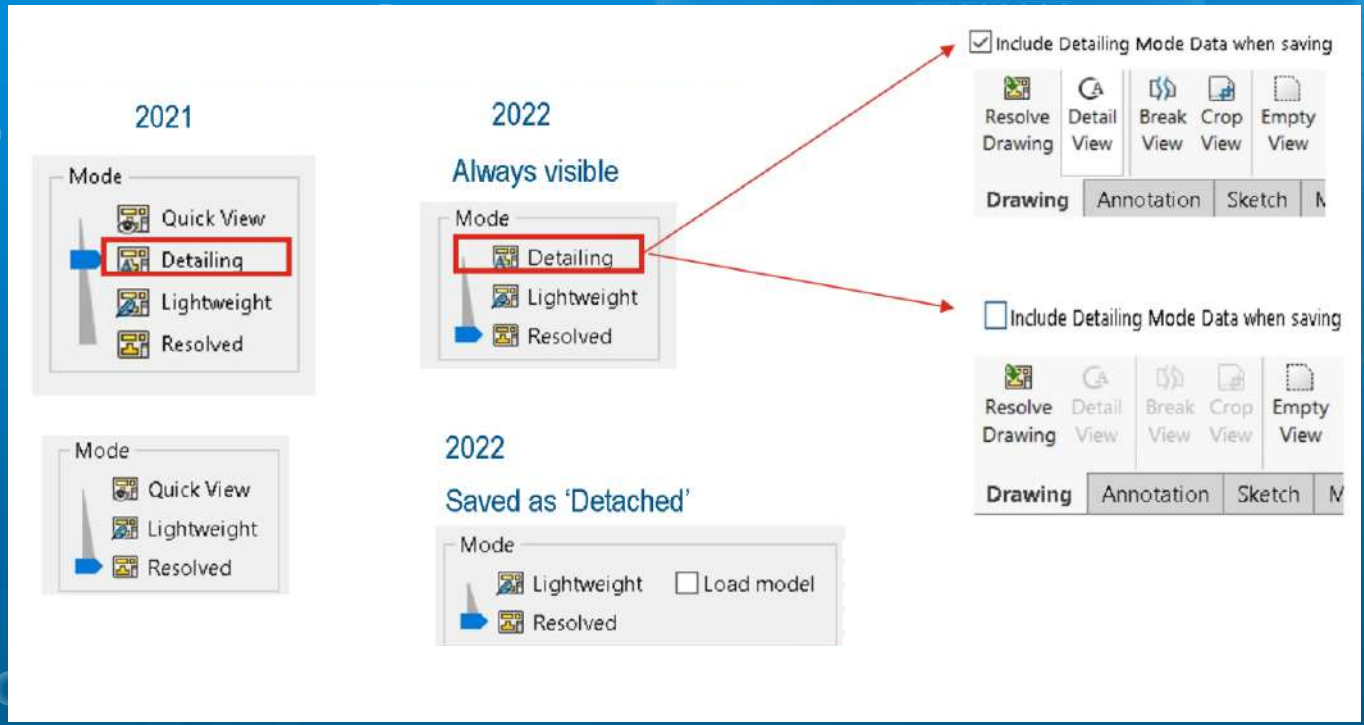 2021
Mode
Quick View
Detailing
Lightweight
Resolved
Mode
Quick View
Lightweight
Resolved
2022
Always visible
Mode
Detailing
Lightweight
Resolved
2022
Saved as ‘Detached’
Mode
Lightweight Load model
Resolved
Include Detailing Mode Data when saving
Resolve Detail Break Crop Empty
Drawing View View View View
Drawing Annotation Sketch
Include Detailing Mode Data when saving
Resolve Detail Break Crop Empty
Drawing View View View View
Drawing Annotation Sketch M